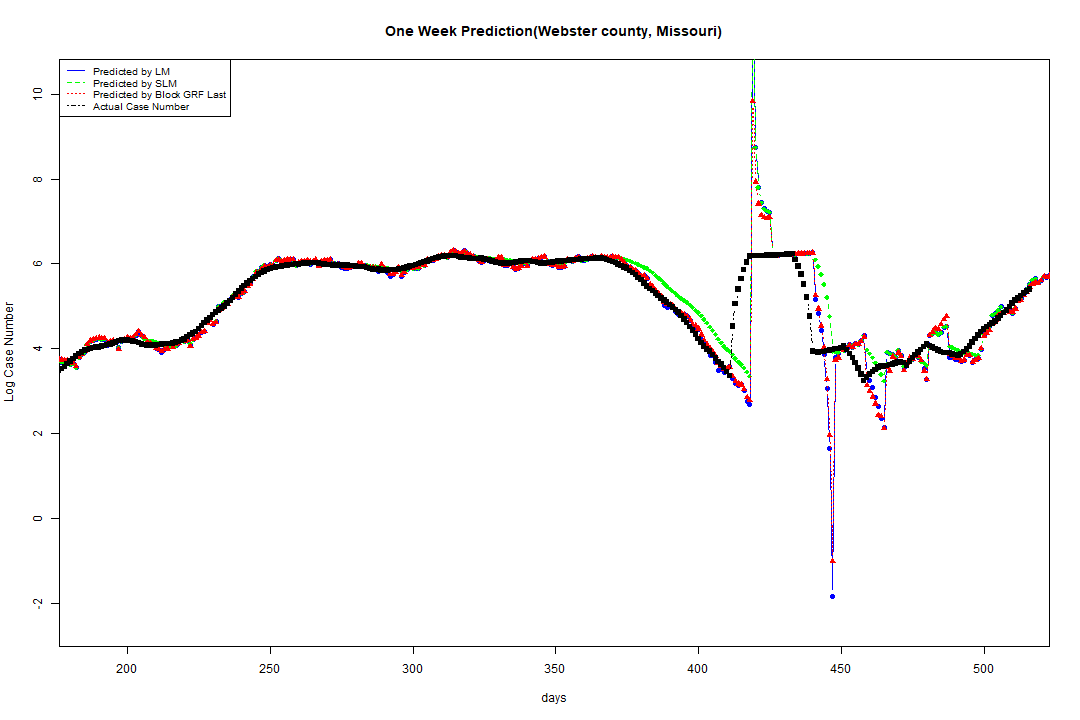 One Week Prediction(Webster county, Missouri)
Predicted by LM
Predicted by SLM
Predicted by Block GRF Last
Actual Case Number
10
8
6
4
2
0
-2
Log Case Number
200 250 300 350 400 450 500
days